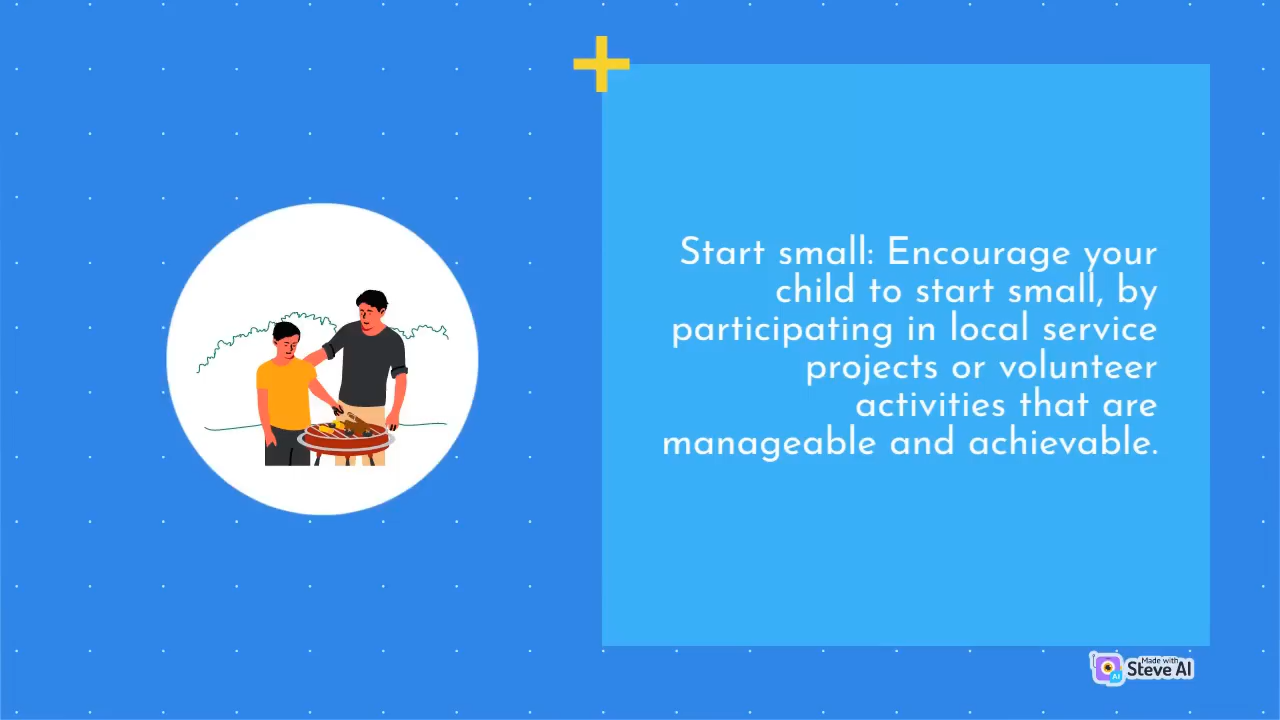 Start small: Encourage your
child to start small, by
participating in local service
projects or volunteer
activities that are
manageable and achievable.
Made with
Steve AI
AI